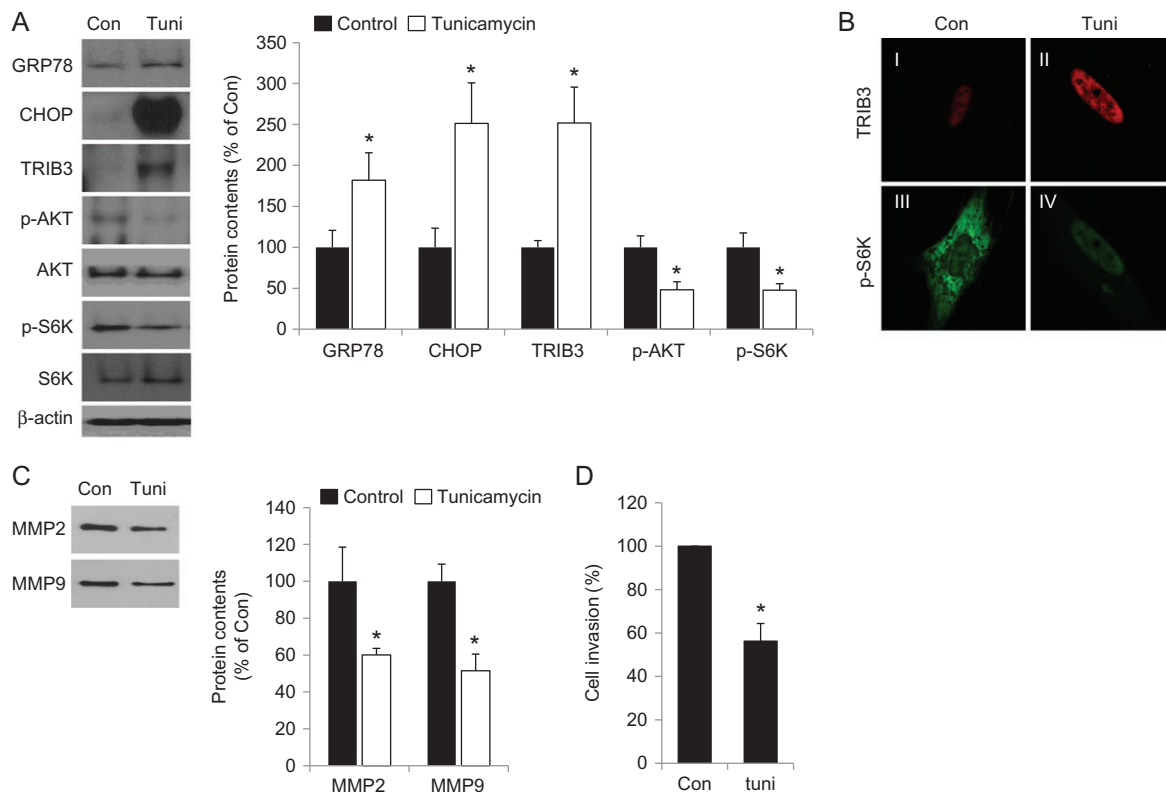 A
Con Tuni
GRP78
CHOP
TRIB3
p-AKT
AKT
p-S6K
S6K
β-actin
Control Tunicamycin
Protein contents (% of Con)
350
300
250
200
150
100
50
0
* * * * *
GRP78 CHOP TRIB3 p-AKT p-S6K
B
Con Tuni
TRIB3
I II
p-S6K
III IV
C
Con Tuni
MMP2
MMP9
Control Tunicamycin
Protein contents
(% of Con)
140
120
100
80
60
40
20
0
* *
MMP2 MMP9
D
Cell invasion (%)
120
100
80
60
40
20
0
*
Con tuni